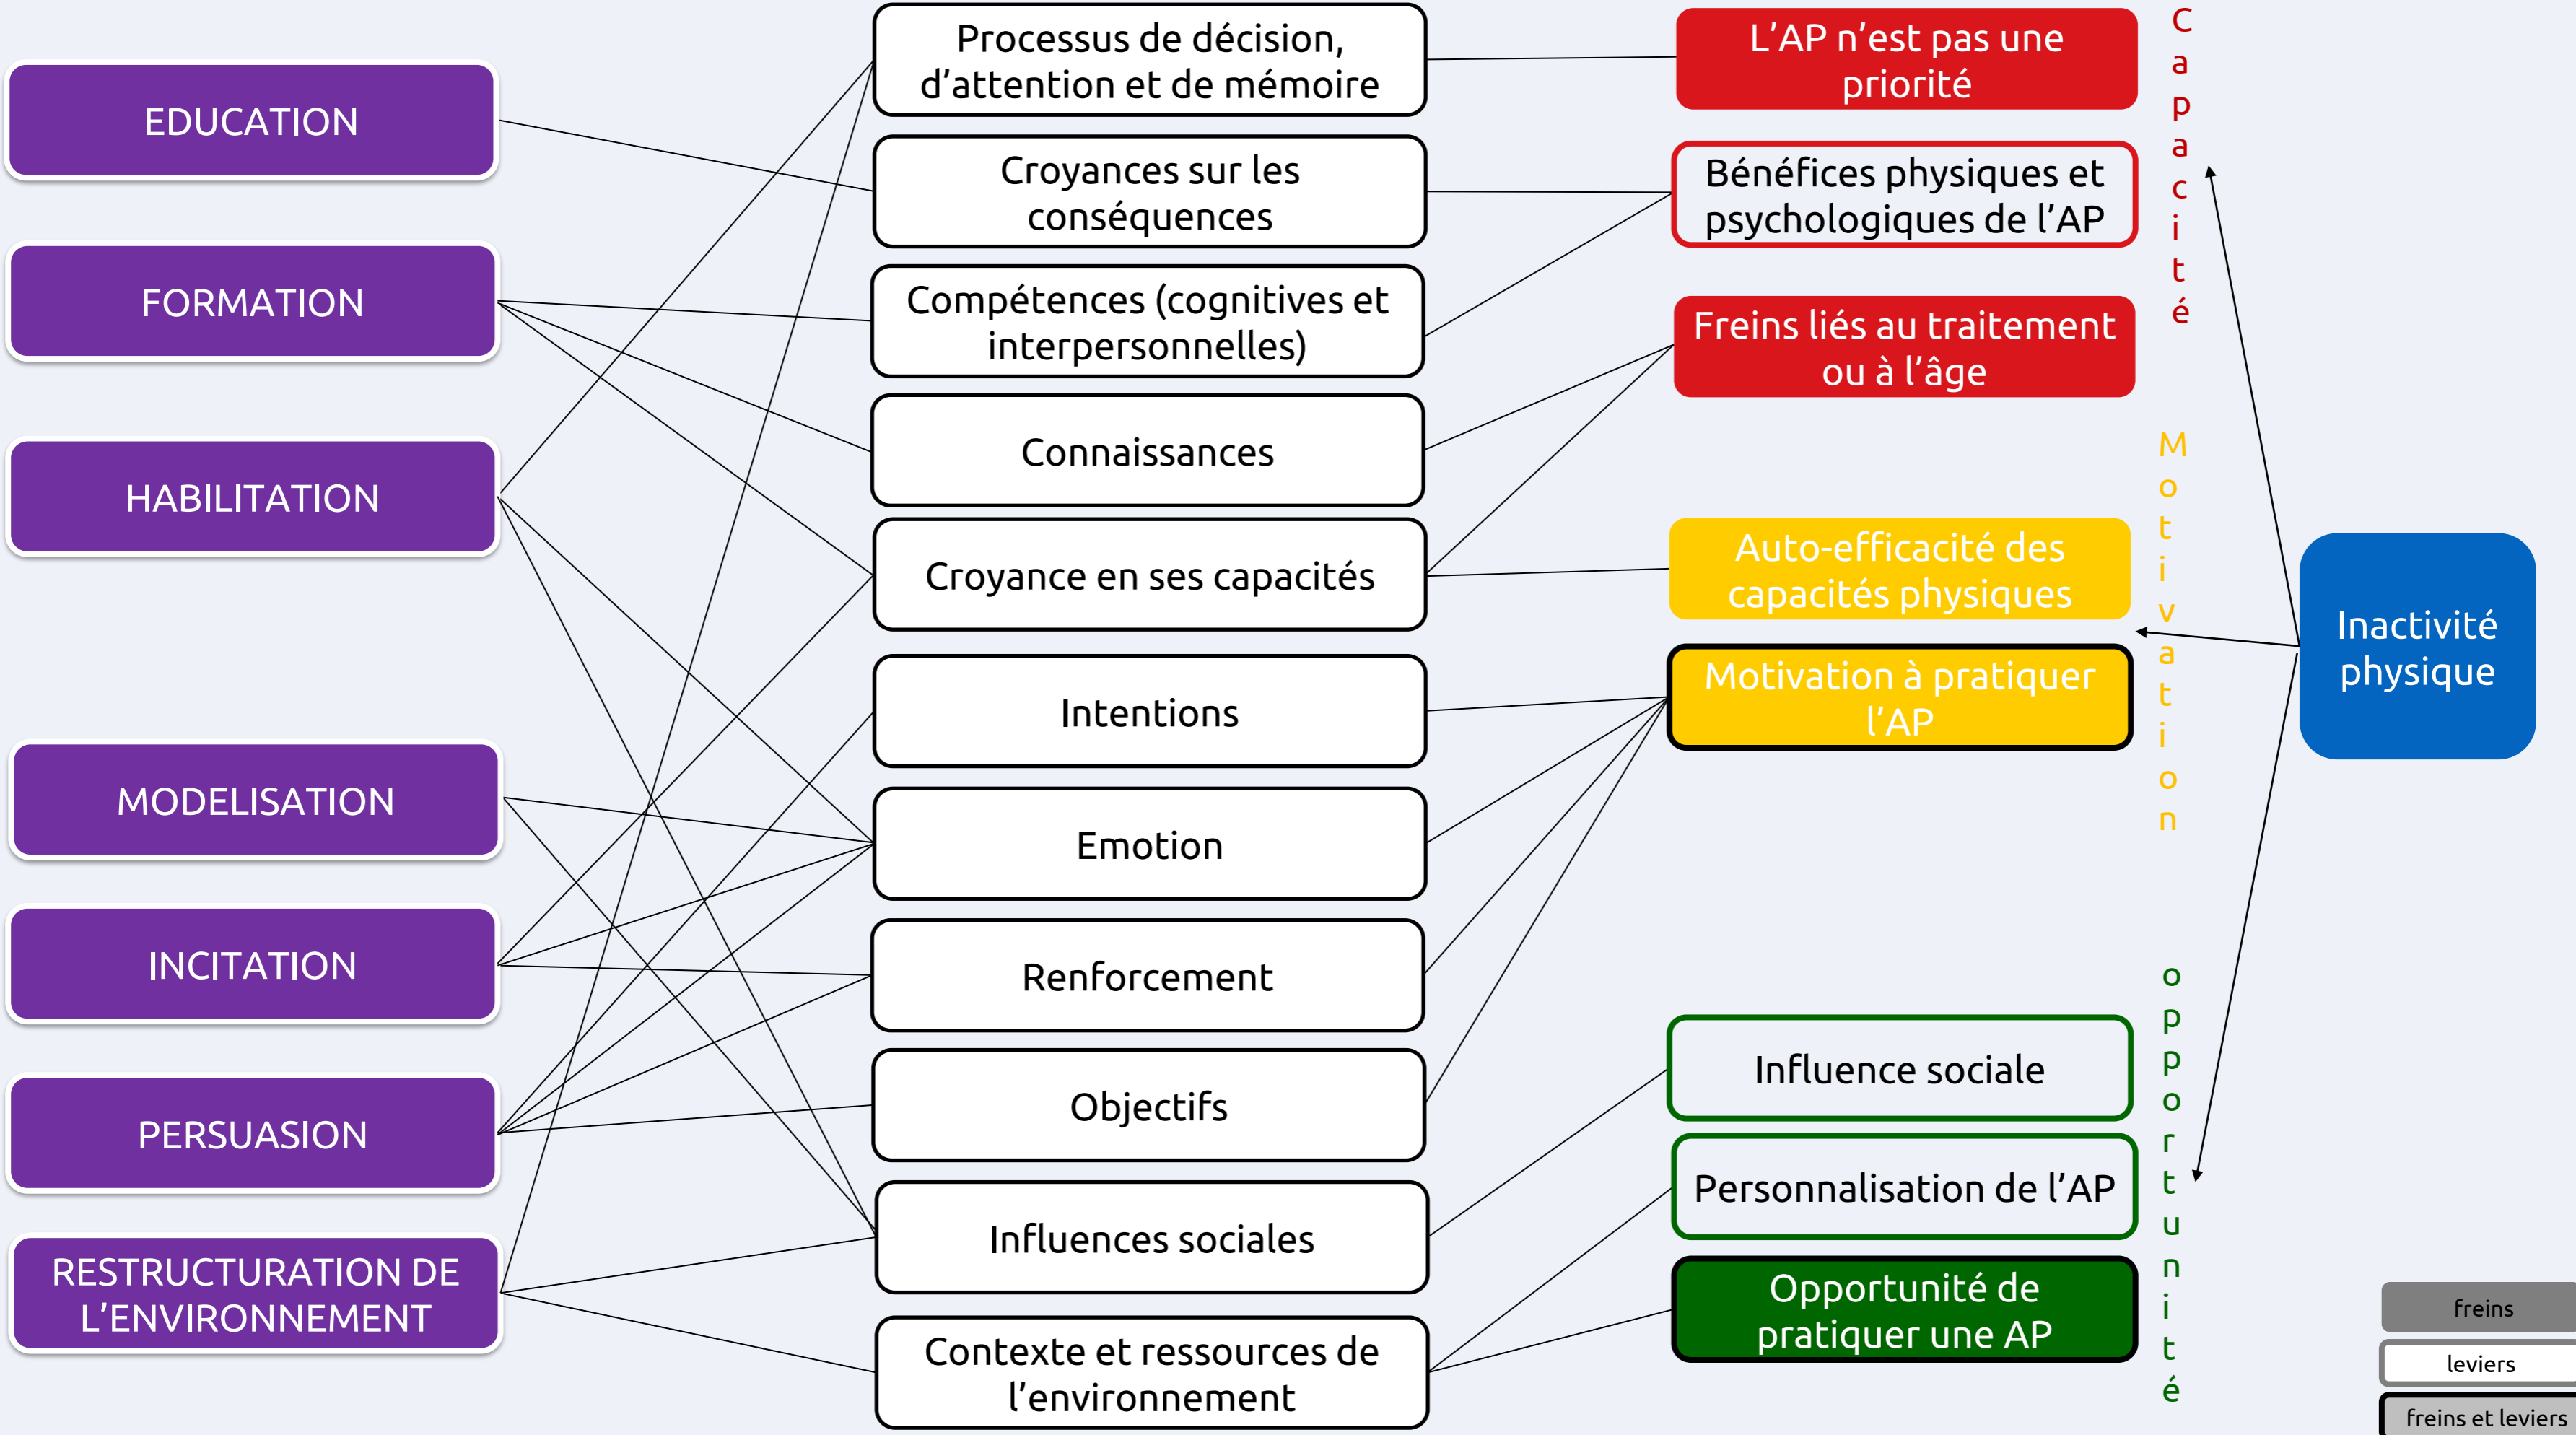 EDUCATION
FORMATION
HABILITATION
MODELISATION
INCITATION
PERSUASION
RESTRUCTURATION DE
L'ENVIRONNEMENT
Processus de décision,
d'attention et de mémoire
Croyances sur les
conséquences
Compétences (cognitives et
interpersonnelles)
Connaissances
Croyance en ses capacités
Intentions
Emotion
Renforcement
Objectifs
Influences sociales
Contexte et ressources de
l'environnement
L'AP n'est pas une
priorité
Bénéfices physiques et
psychologiques de l'AP
Freins liés au traitement
ou à l'âge
Auto-efficacité des
capacités physiques
Motivation à pratiquer
l'AP
Influence sociale
Personnalisation de l'AP
Opportunité de
pratiquer une AP
Capacité
Motivation
opportunité
Inactivité
physique
freins
leviers
freins et leviers